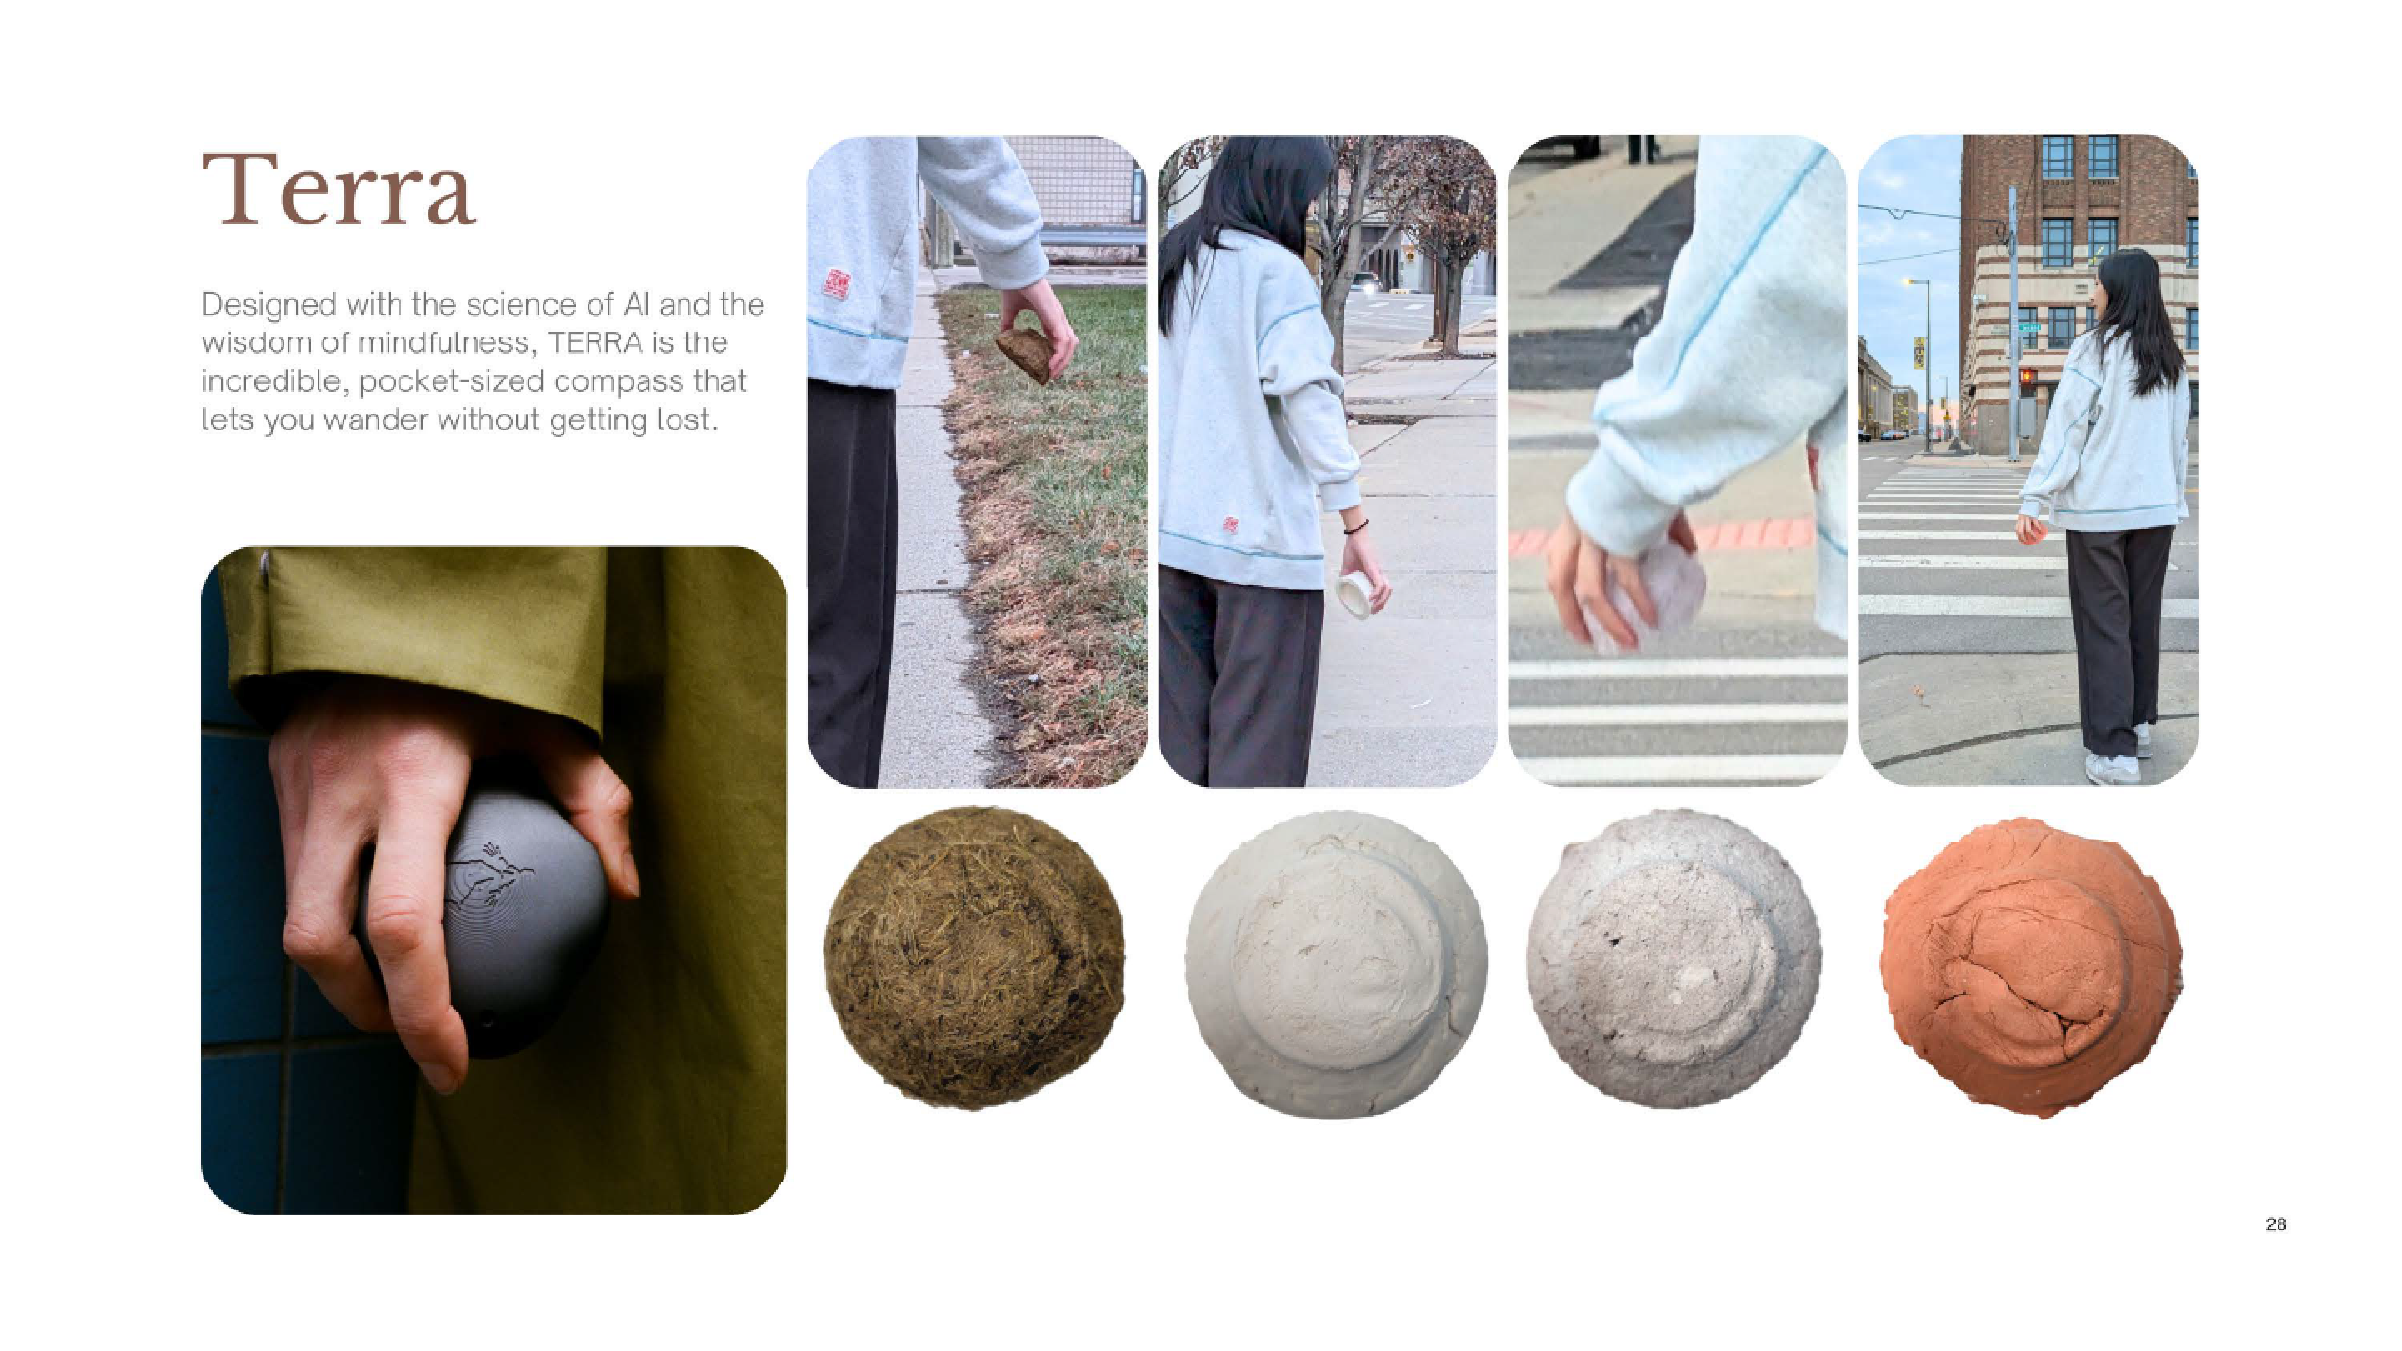 Terra
Designed with the science of AI and the
wisdom of mindfulness, TERRA is the
incredible, pocket-sized compass that
lets you wander without getting lost.
28